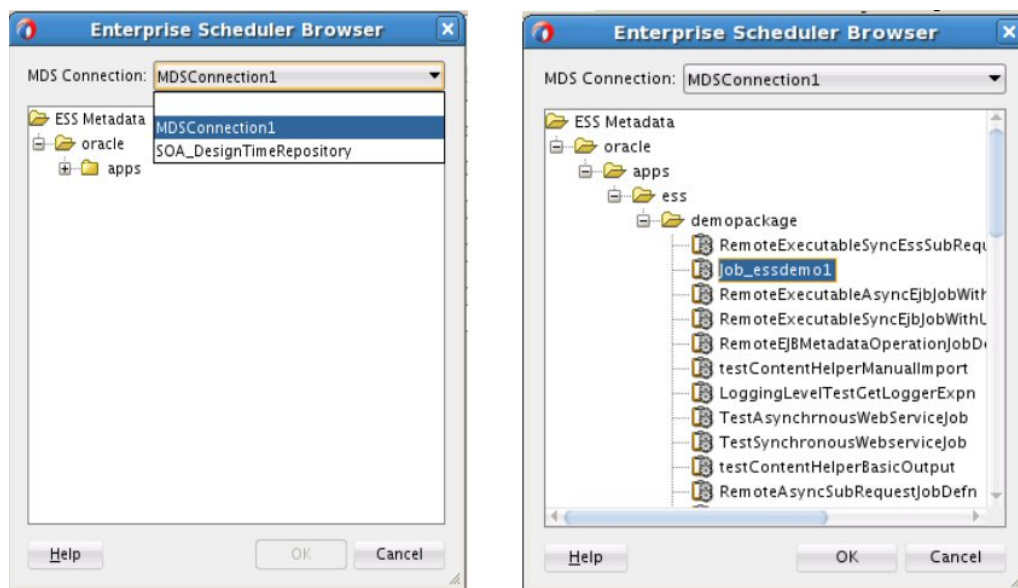 Enterprise Scheduler Browser
MDS Connection: MDSConnection1
MDSConnection1
SOA_DesignTimeRepository
ESS Metadata
oracle
apps
Help
OK
Cancel
Enterprise Scheduler Browser
MDS Connection: MDSConnection1
ESS Metadata
oracle
apps
ess
demopackage
RemoteExecutableSyncEssSubRequ
Job_essdemo1
RemoteExecutableAsyncEjbJobWith
RemoteExecutableSyncEjbJobWithU
RemoteEJBMetadataOperationJobDe
testContentHelperManualImport
LoggingLevelTestGetLoggerExpn
TestAsynchrnousWebServiceJob
TestSynchronousWebserviceJob
testContentHelperBasicOutput
RemoteAsyncSubRequestJobDefn
Help
OK
Cancel